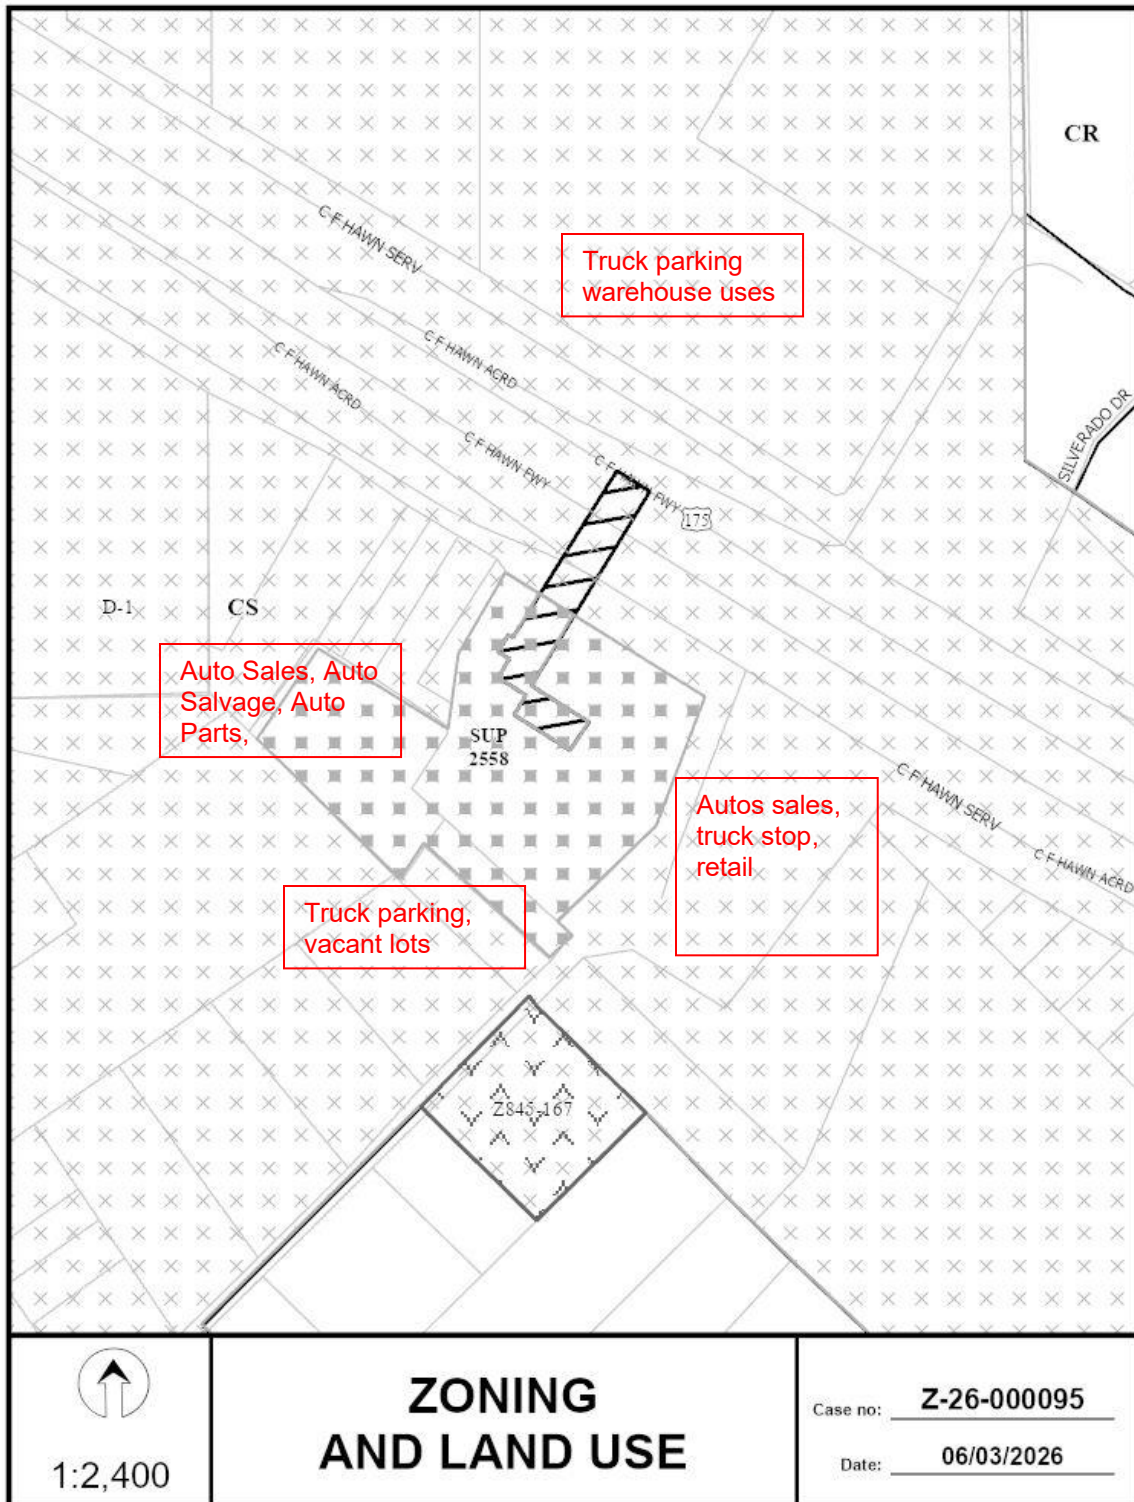 CR
C F HAWN SERV
Truck parking
warehouse uses
C F HAWN ACRD
C F HAWN ACRD
SILVERADO DR
C F HAWN FWY
C F HAWN FWY
175
D-1
CS
Auto Sales, Auto
Salvage, Auto
Parts,
SUP
2558
Autos sales,
truck stop,
retail
C F HAWN SERV
C F HAWN ACRD
Truck parking,
vacant lots
Z845-167
1:2,400
ZONING
AND LAND USE
Case no: Z-26-000095
Date: 06/03/2026